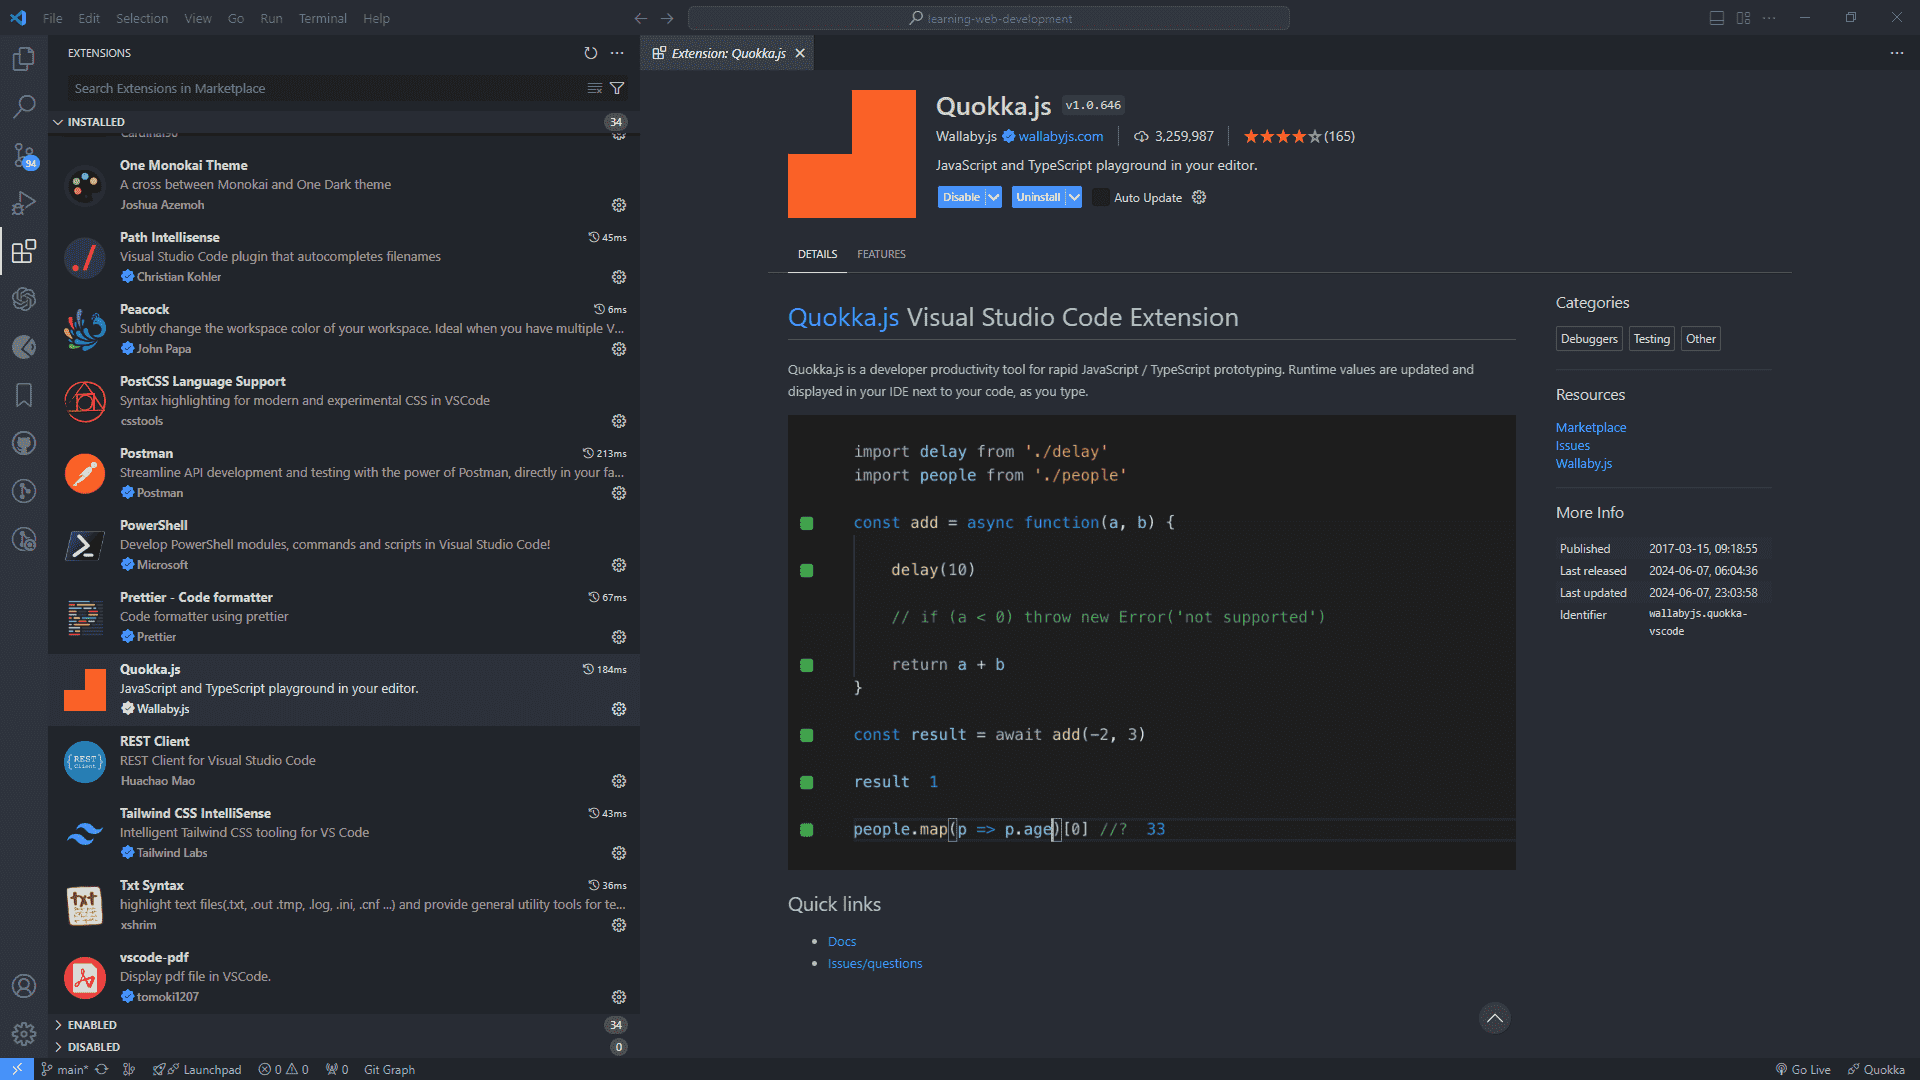 File Edit Selection View Go Run Terminal Help
learning-web-development
EXTENSIONS
Search Extensions in Marketplace
INSTALLED 34
One Monokai Theme
A cross between Monokai and One Dark theme
Joshua Azemoh
Path Intellisense 45ms
Visual Studio Code plugin that autocompletes filenames
Christian Kohler
Peacock 6ms
Subtly change the workspace color of your workspace. Ideal when you have multiple V...
John Papa
PostCSS Language Support
Syntax highlighting for modern and experimental CSS in VSCode
csstools
Postman 213ms
Streamline API development and testing with the power of Postman, directly in your fa...
Postman
PowerShell
Develop PowerShell modules, commands and scripts in Visual Studio Code!
Microsoft
Prettier - Code formatter 67ms
Code formatter using prettier
Prettier
Quokka.js 184ms
JavaScript and TypeScript playground in your editor.
Wallaby.js
REST Client
REST Client for Visual Studio Code
Huachao Mao
{REST}
Client
Tailwind CSS IntelliSense 43ms
Intelligent Tailwind CSS tooling for VS Code
Tailwind Labs
Txt Syntax 36ms
highlight text files(.txt, .out .tmp, .log, .ini, .cnf ...) and provide general utility tools for te...
xshrim
txt
vscode-pdf
Display pdf file in VSCode.
tomoki1207
ENABLED 34
DISABLED 0
94
Extension: Quokka.js
Quokka.js v1.0.646
Wallaby.js wallabyjs.com 3,259,987 (165)
JavaScript and TypeScript playground in your editor.
Disable Uninstall Auto Update
DETAILS FEATURES
Quokka.js Visual Studio Code Extension
Quokka.js is a developer productivity tool for rapid JavaScript / TypeScript prototyping. Runtime values are updated and
displayed in your IDE next to your code, as you type.
import delay from './delay'
import people from './people'
const add = async function(a, b) {
delay(10)
// if (a < 0) throw new Error('not supported')
return a + b
}
const result = await add(-2, 3)
result 1
people.map(p => p.age)[0] //? 33
Quick links
Docs
Issues/questions
Categories
Debuggers Testing Other
Resources
Marketplace
Issues
Wallaby.js
More Info
Published 2017-03-15, 09:18:55
Last released 2024-06-07, 06:04:36
Last updated 2024-06-07, 23:03:58
Identifier wallabyjs.quokka-
vscode
main* Launchpad 0 0 0 Git Graph Go Live Quokka